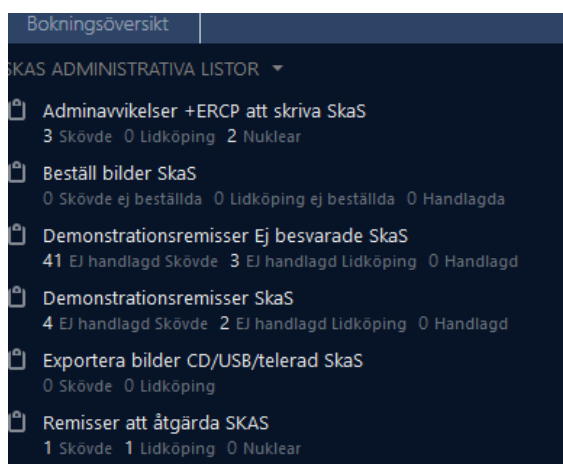 Bokningsöversikt
SKAS ADMINISTRATIVA LISTOR
Adminavvikelser +ERCP att skriva SkaS
3 Skövde 0 Lidköping 2 Nuklear
Beställ bilder SkaS
0 Skövde ej beställda 0 Lidköping ej beställda 0 Handlagda
Demonstrationsremisser Ej besvarade SkaS
41 EJ handlagd Skövde 3 EJ handlagd Lidköping 0 Handlagd
Demonstrationsremisser SkaS
4 EJ handlagd Skövde 2 EJ handlagd Lidköping 0 Handlagd
Exportera bilder CD/USB/telerad SkaS
0 Skövde 0 Lidköping
Remisser att åtgärda SKAS
1 Skövde 1 Lidköping 0 Nuklear